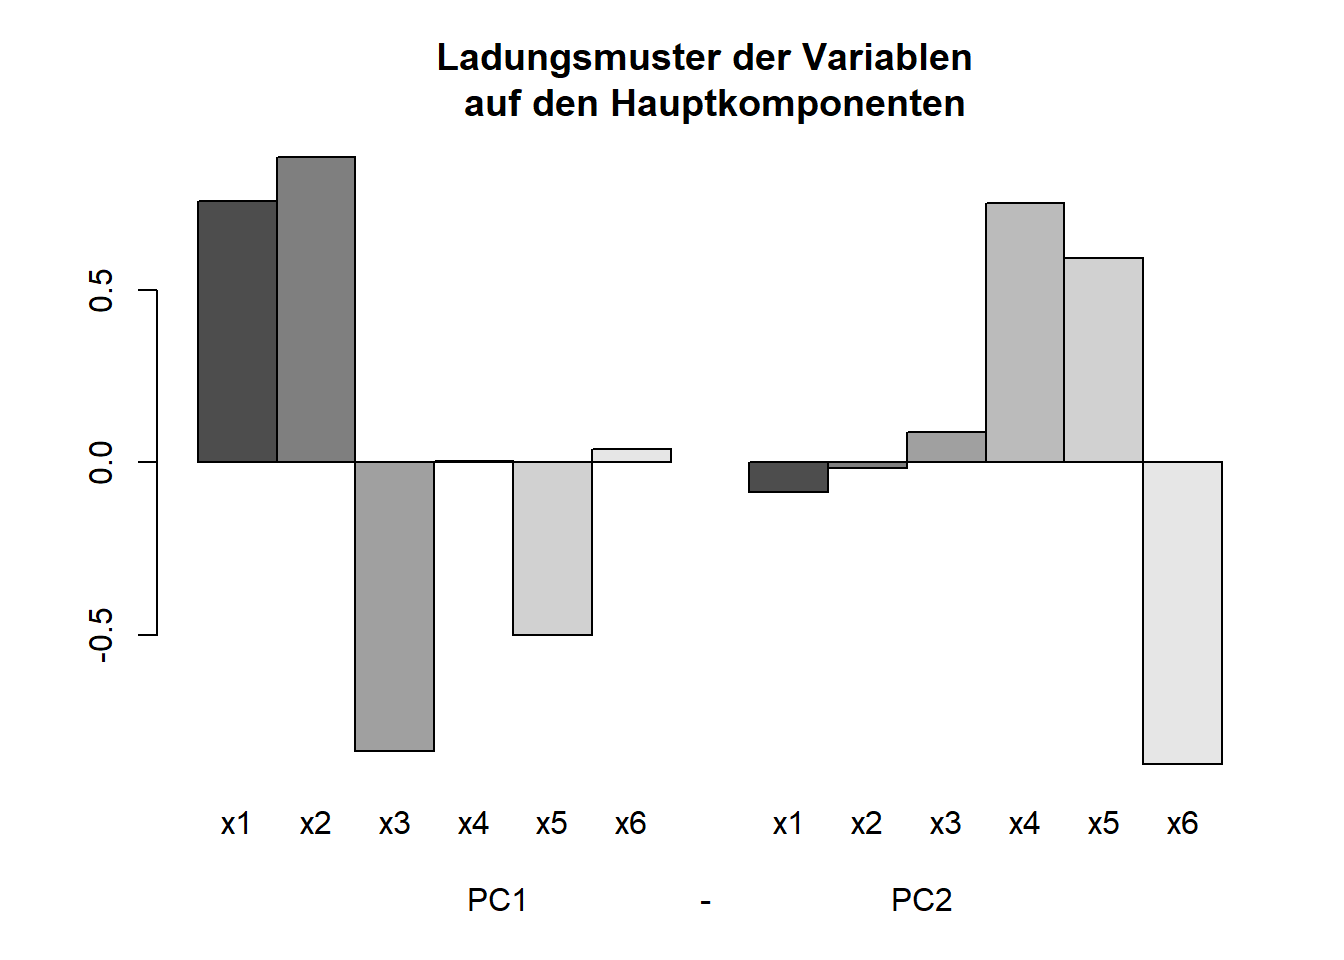 Ladungsmuster der Variablen
auf den Hauptkomponenten
0.5
0.0
-0.5
x1 x2 x3 x4 x5 x6 x1 x2 x3 x4 x5 x6
PC1 - PC2